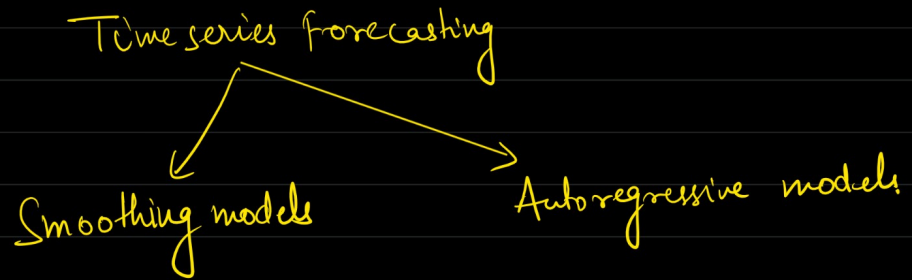 Time series Forecasting
Smoothing models
Autoregressive models